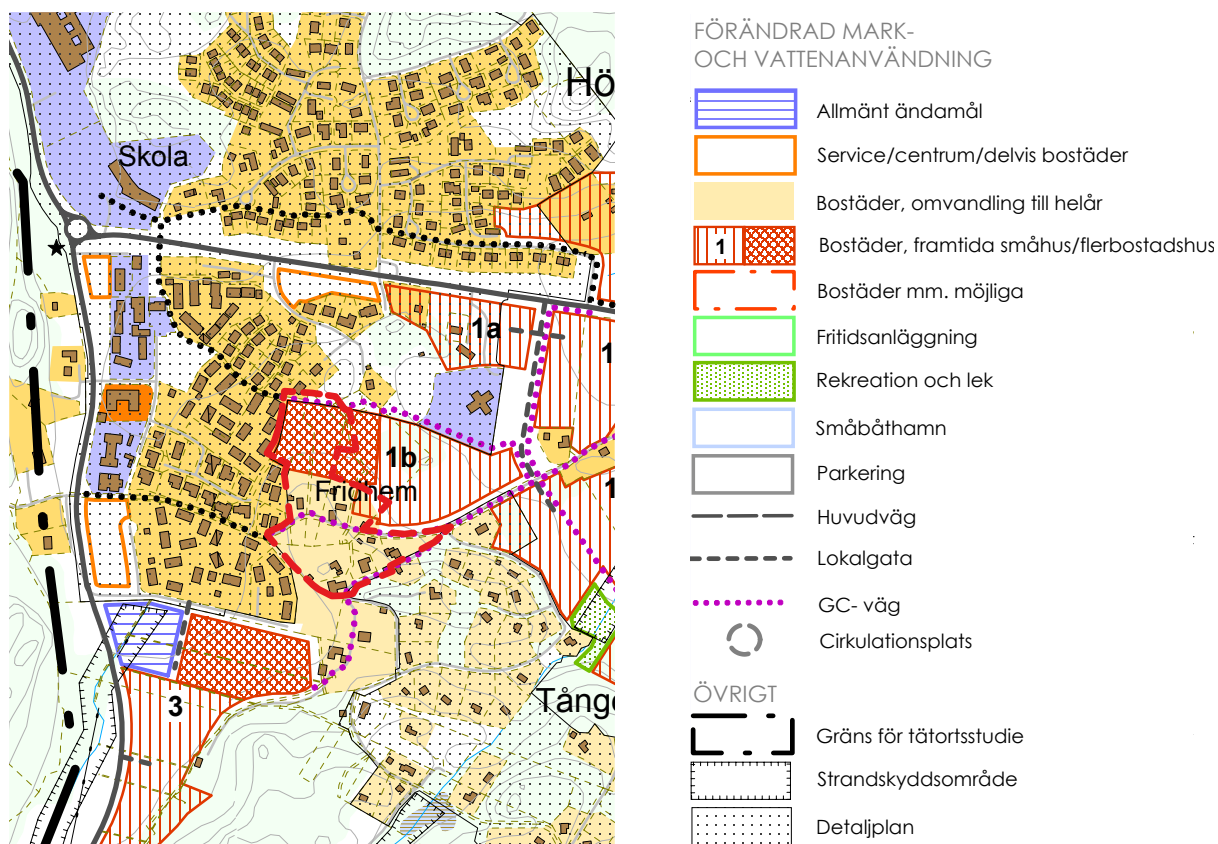 Hö
Skola
1a
1
1b
Fridhem
1
Tång
3
FÖRÄNDRAD MARK-
OCH VATTENANVÄNDNING
Allmänt ändamål
Service/centrum/delvis bostäder
Bostäder, omvandling till helår
1
Bostäder, framtida småhus/flerbostadshus
Bostäder mm. möjliga
Fritidsanläggning
Rekreation och lek
Småbåthamn
Parkering
Huvudväg
Lokalgata
GC- väg
Cirkulationsplats
ÖVRIGT
Gräns för tätortsstudie
Strandskyddsområde
Detaljplan